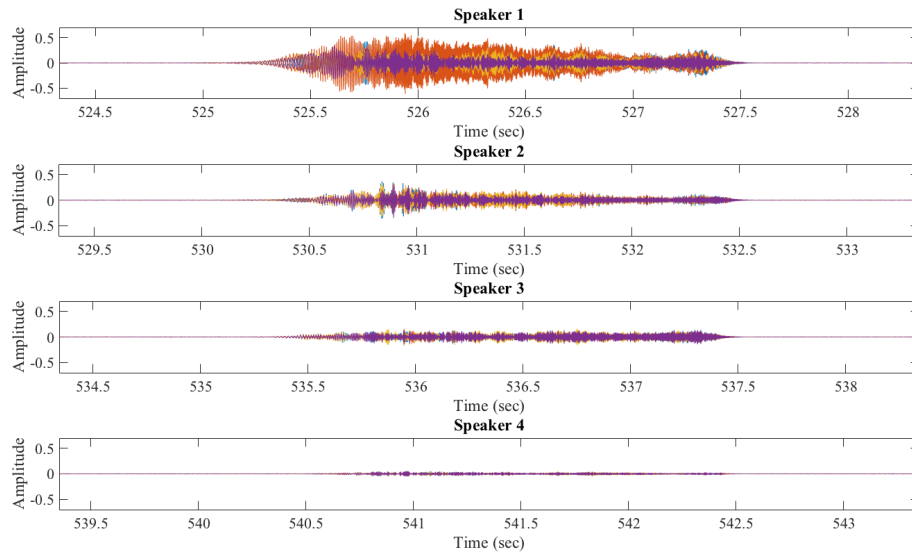 Speaker 1
Amplitude
0.5
0
-0.5
524.5 525 525.5 526 526.5 527 527.5 528
Time (sec)
Speaker 2
Amplitude
0.5
0
-0.5
529.5 530 530.5 531 531.5 532 532.5 533
Time (sec)
Speaker 3
Amplitude
0.5
0
-0.5
534.5 535 535.5 536 536.5 537 537.5 538
Time (sec)
Speaker 4
Amplitude
0.5
0
-0.5
539.5 540 540.5 541 541.5 542 542.5 543
Time (sec)